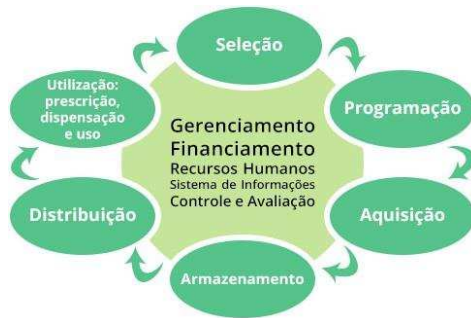 Seleção
Programação
Aquisição
Armazenamento
Distribuição
Utilização:
prescrição,
dispensação
e uso
Gerenciamento
Financiamento
Recursos Humanos
Sistema de Informações
Controle e Avaliação